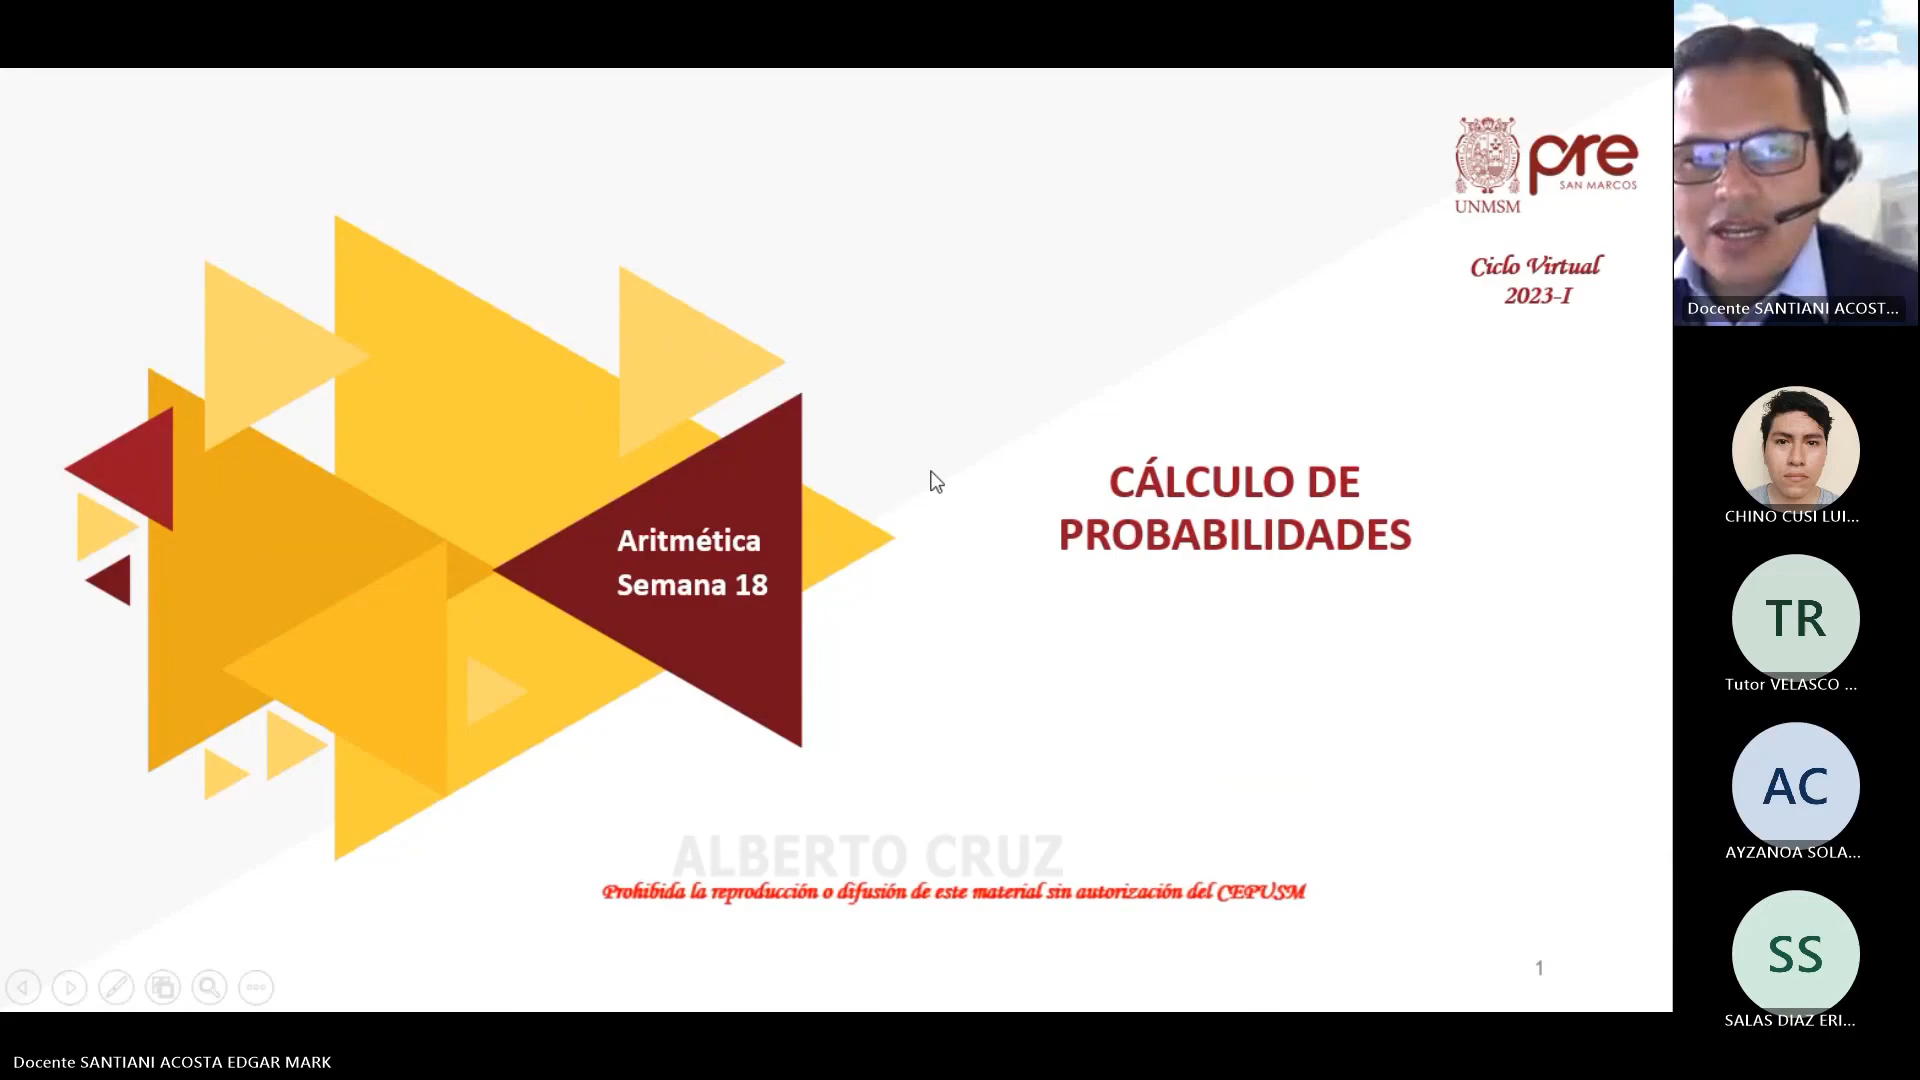 pre
SAN MARCOS
UNMSM
Ciclo Virtual
2023-I
Docente SANTIANI ACOST...
CÁLCULO DE
PROBABILIDADES
Aritmética
Semana 18
CHINO CUSI LUI...
TR
Tutor VELASCO ...
AC
AYZANOA SOLA...
ALBERTO CRUZ
Prohibida la reproducción o difusión de este material sin autorización del CEPUSM
SS
SALAS DIAZ ERI...
1
Docente SANTIANI ACOSTA EDGAR MARK